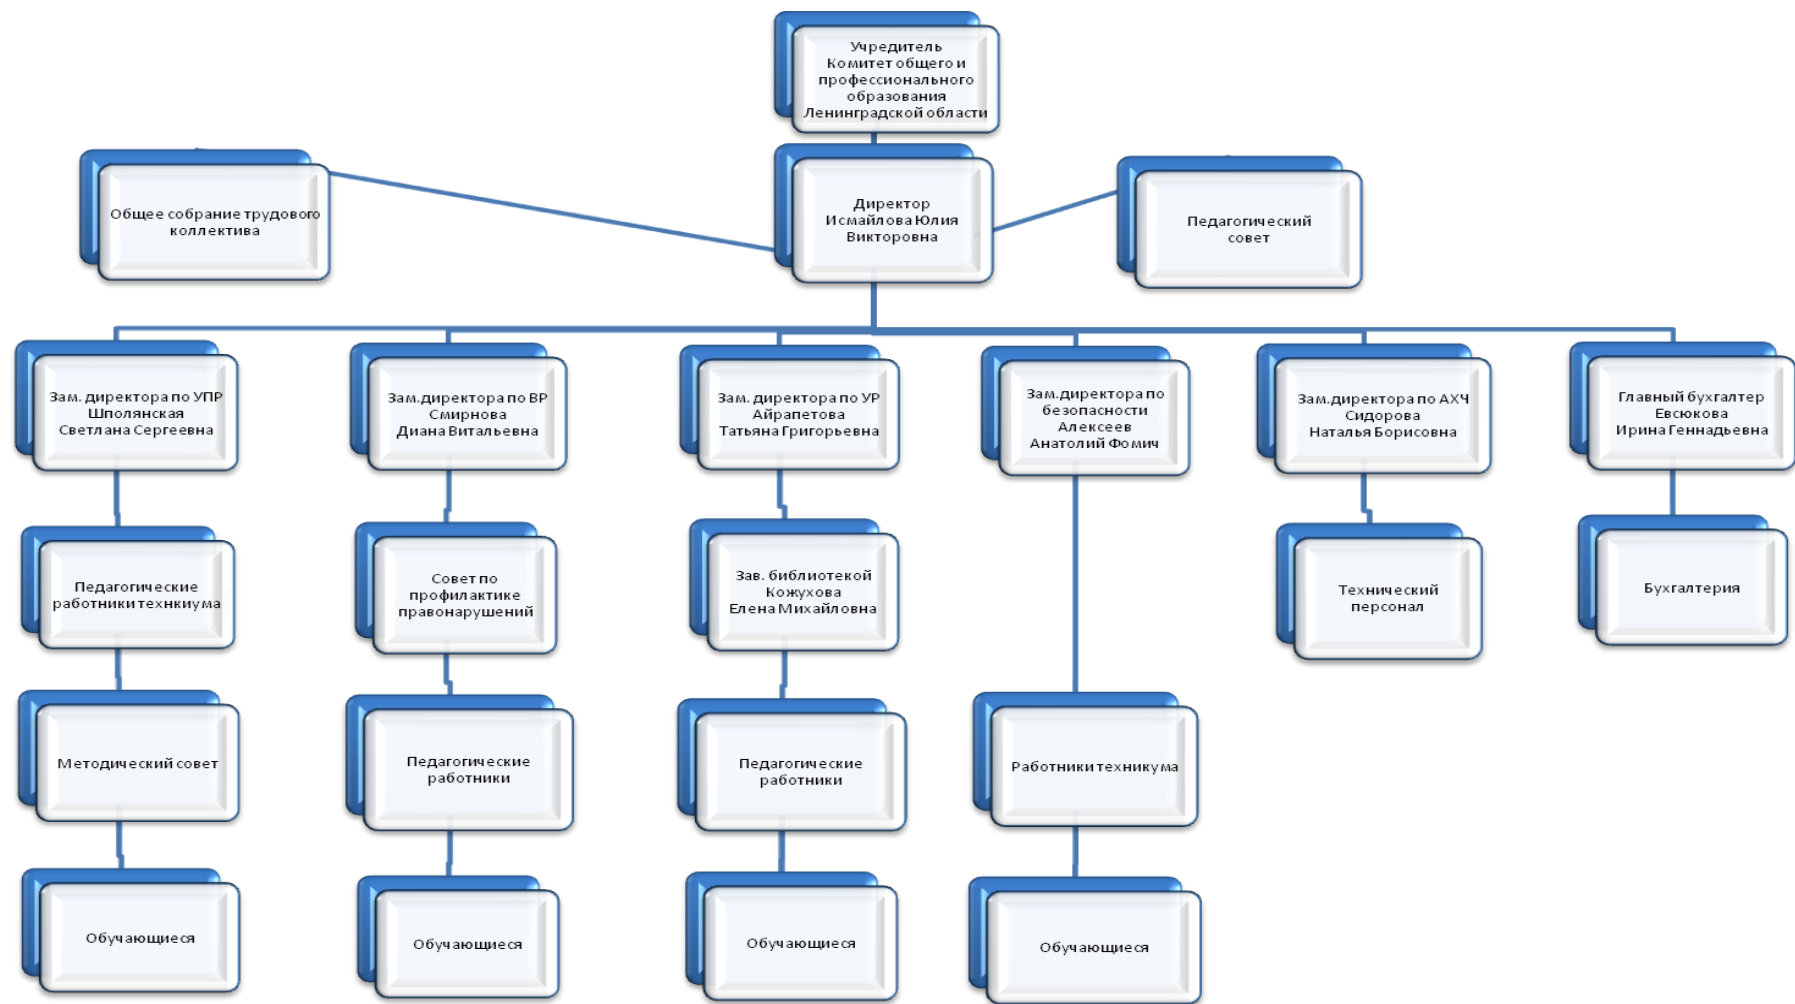 Учредитель
Комитет общего и
профессионального
образования
Ленинградской области
Общее собрание трудового
коллектива
Директор
Исмайлова Юлия
Викторовна
Педагогический
совет
Зам. директора по УПР
Шполянская
Светлана Сергеевна
Зам.директора по ВР
Смирнова
Диана Витальевна
Зам. директора по УР
Айрапетова
Татьяна Григорьевна
Зам.директора по
безопасности
Алексеев
Анатолий Фомич
Зам.директора по АХЧ
Сидорова
Наталья Борисовна
Главный бухгалтер
Евсюкова
Ирина Геннадьевна
Педагогические
работники технкиума
Совет по
профилактике
правонарушений
Зав. библиотекой
Кожухова
Елена Михайловна
Технический
персонал
Бухгалтерия
Методический совет
Педагогические
работники
Педагогические
работники
Работники техникума
Обучающиеся
Обучающиеся
Обучающиеся
Обучающиеся